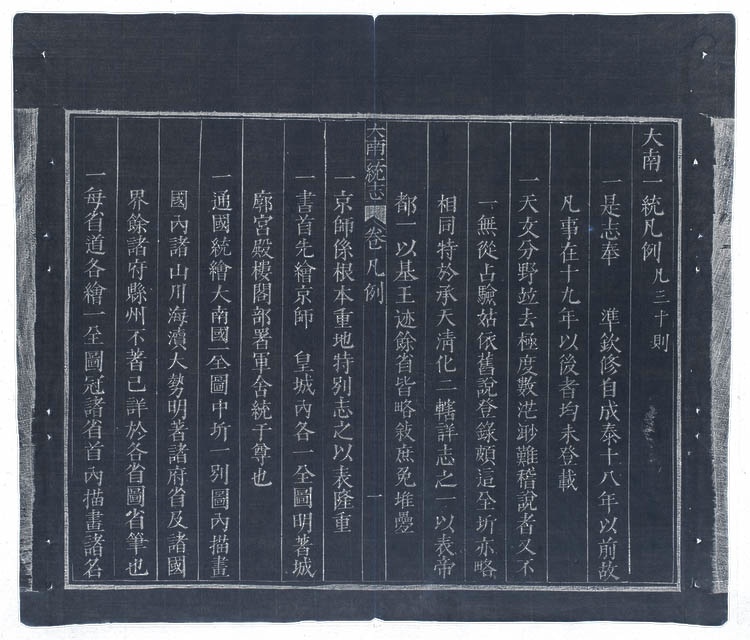 大南一統凡例凡三十則
一是志奉　準欽修自成泰十八年以前故
凡事在十九年以後者均未登載
一天文分野竝去極度數茫渺難稽說者又不
一無從占驗姑依舊說登錄頗這全圻亦略
相同特於承天清化二轄詳志之一以表帝
都一以基王迹餘省皆略敘庶免堆疊
大南統志　卷　凡例　一
一京師係根本重地特別志之以表隆重
一書首先繪京師　皇城內各一全圖明著城
廓宮殿樓閣部署軍舍統于尊也
一通國統繪大南國一全圖中圻一別圖內描畫
國內諸山川海瀆大勢明著諸府省及諸國
界餘諸府縣州不著已詳於各省圖省筆也
一每省道各繪一全圖冠諸省首內描畫諸名